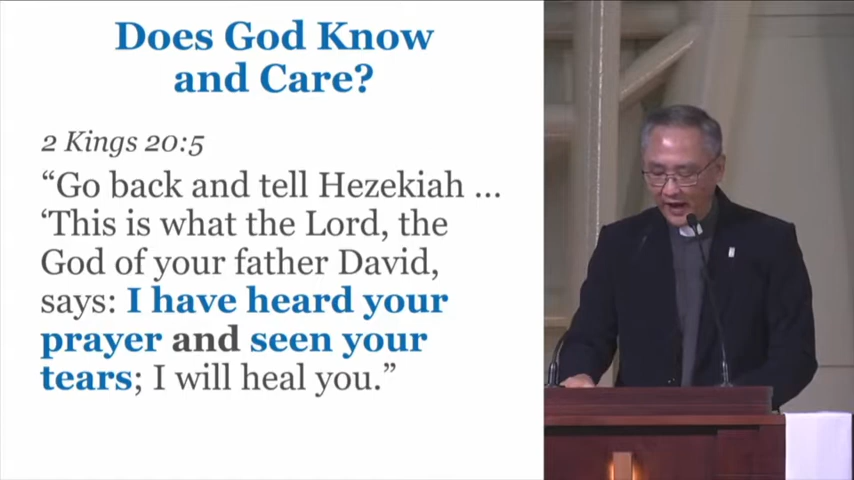 Does God Know
and Care?
2 Kings 20:5
“Go back and tell Hezekiah ...
‘This is what the Lord, the
God of your father David,
says: I have heard your
prayer and seen your
tears; I will heal you.”